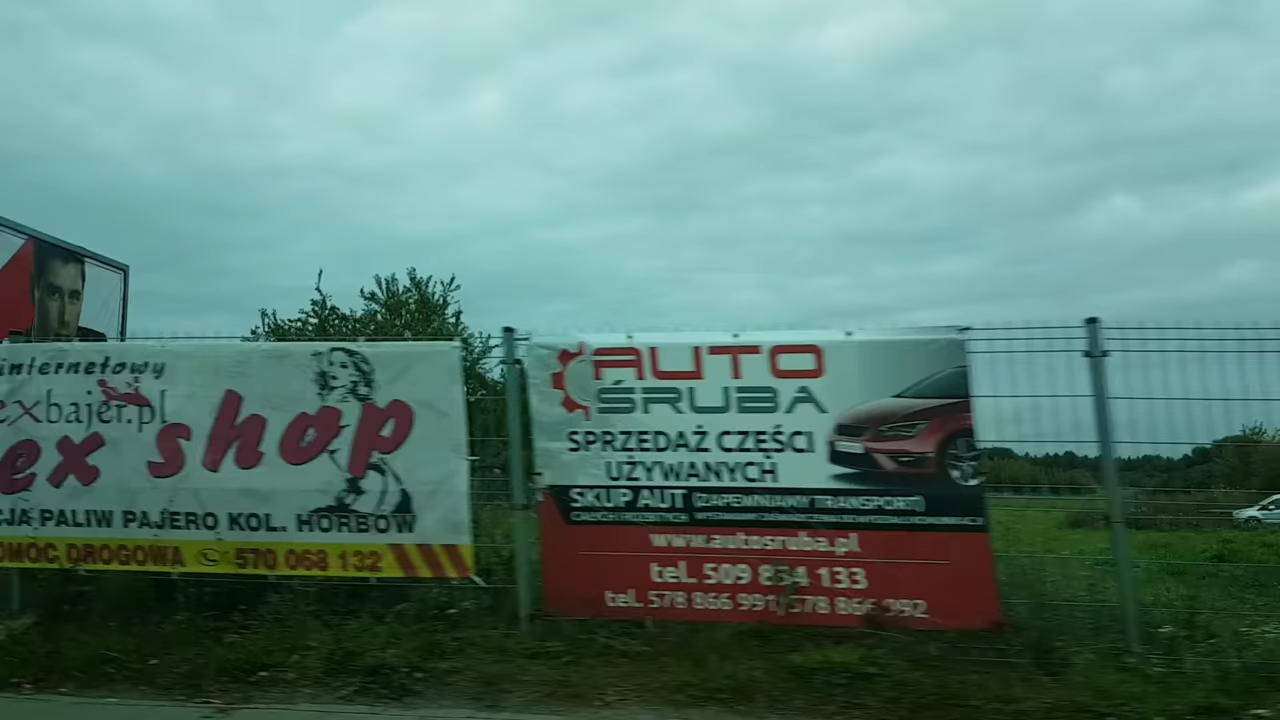 internetowy
exbajer.pl
ex shop
CJA PALIW PAJERO KOL. HORBÓW
OMOC DROGOWA 570 068 132
AUTO
ŚRUBA
SPRZEDAŻ CZĘŚCI
UŻYWANYCH
SKUP AUT (ZAPEWNIAMY TRANSPORT)
www.autosruba.pl
tel. 509 834 133
tel. 578 866 991/578 866 992